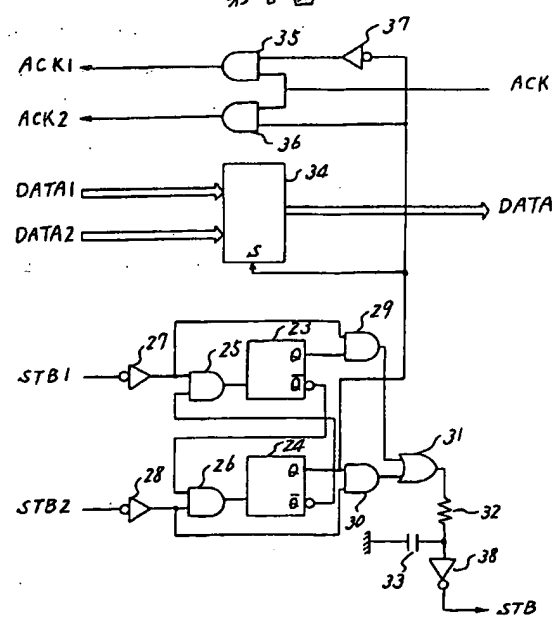 37
35
ACK1
ACK
ACK2
36
34
DATA1
DATA
DATA2
S
29
27
23
25
Q
STB1
Q̅
31
24
28
26
Q
32
STB2
Q̅
30
38
33
STB